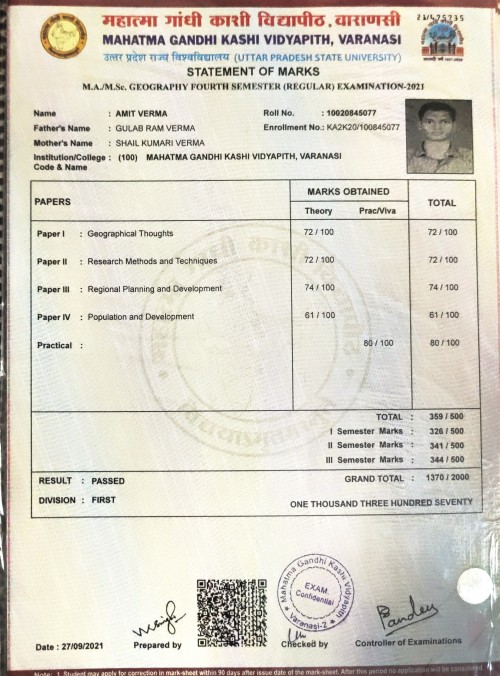 महात्मा गांधी काशी विद्यापीठ, वाराणसी
MAHATMA GANDHI KASHI VIDYAPITH, VARANASI
उत्तर प्रदेश राज्य विश्वविद्यालय (UTTAR PRADESH STATE UNIVERSITY)
STATEMENT OF MARKS
M.A./M.Sc. GEOGRAPHY FOURTH SEMESTER (REGULAR) EXAMINATION-2021
Name : AMIT VERMA Roll No. : 10020845077
Father's Name : GULAB RAM VERMA Enrollment No.: KA2K20/100845077
Mother's Name : SHAIL KUMARI VERMA
Institution/College : (100) MAHATMA GANDHI KASHI VIDYAPITH, VARANASI
Code & Name
PAPERS MARKS OBTAINED TOTAL
Theory Prac/Viva
Paper I : Geographical Thoughts 72 / 100 72 / 100
Paper II : Research Methods and Techniques 72 / 100 72 / 100
Paper III : Regional Planning and Development 74 / 100 74 / 100
Paper IV : Population and Development 61 / 100 61 / 100
Practical : 80 / 100 80 / 100
TOTAL : 359 / 500
I Semester Marks : 326 / 500
II Semester Marks : 341 / 500
III Semester Marks : 344 / 500
RESULT : PASSED GRAND TOTAL : 1370 / 2000
DIVISION : FIRST ONE THOUSAND THREE HUNDRED SEVENTY
Mahatma Gandhi Kashi Vidyapith
EXAM.
Confidential
Varanasi-2
Date : 27/09/2021 Prepared by Checked by Controller of Examinations
Note: 1. Student may apply for correction in mark-sheet within 90 days after issue date of the mark-sheet. After this period no application will be considered